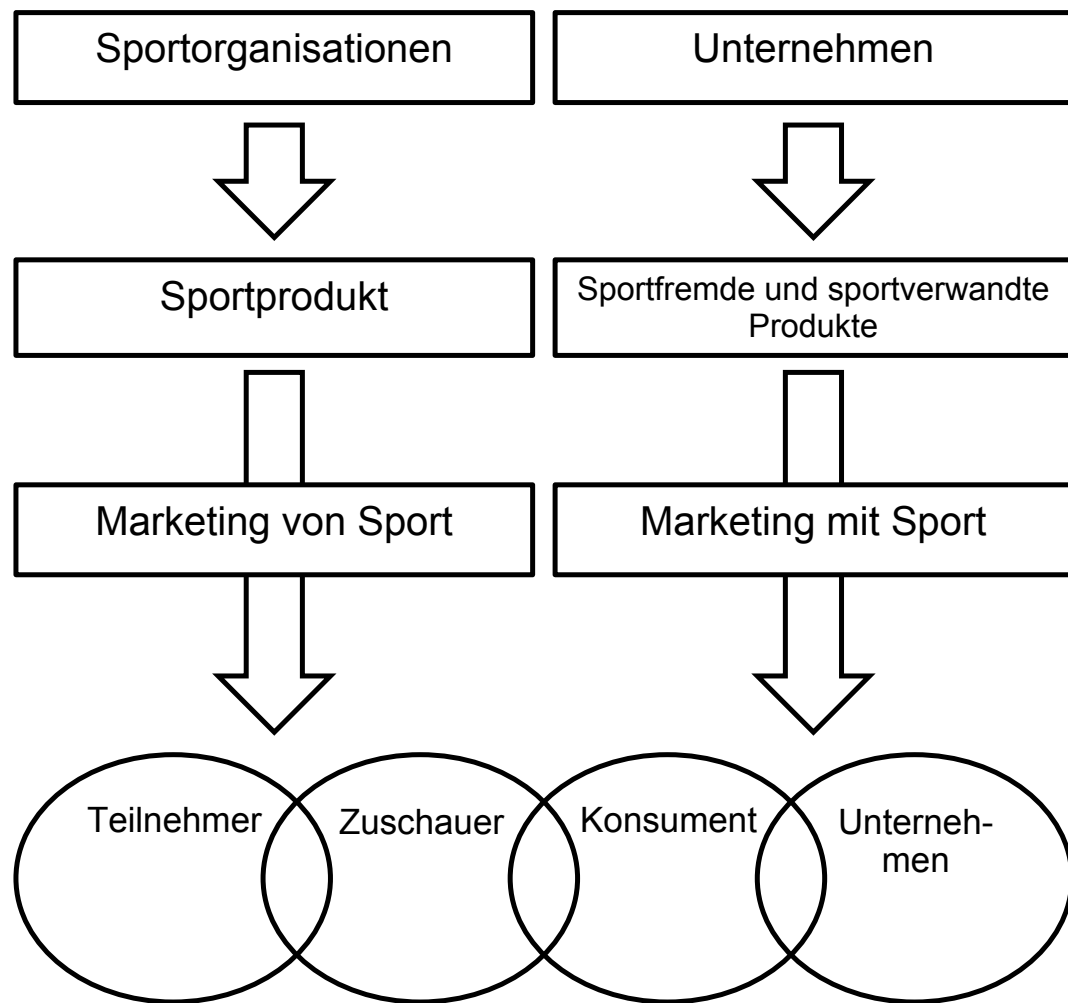 Sportorganisationen
Unternehmen
Sportprodukt
Sportfremde und sportverwandte
Produkte
Marketing von Sport
Marketing mit Sport
Teilnehmer
Zuschauer
Konsument
Unterneh-
men